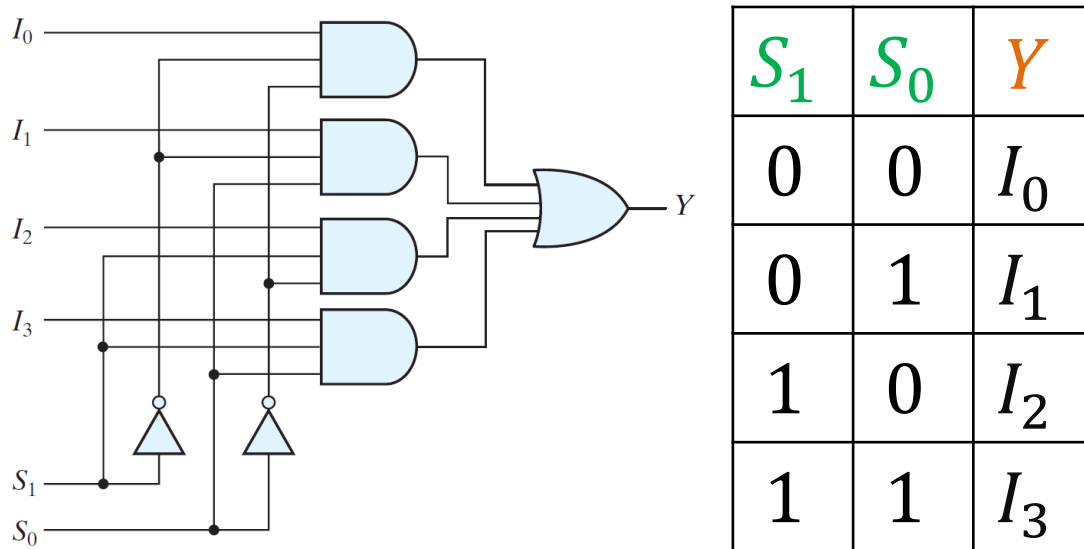 I₀
I₁
I₂
I₃
S₁
S₀
Y
S₁ S₀ Y
0 0 I₀
0 1 I₁
1 0 I₂
1 1 I₃